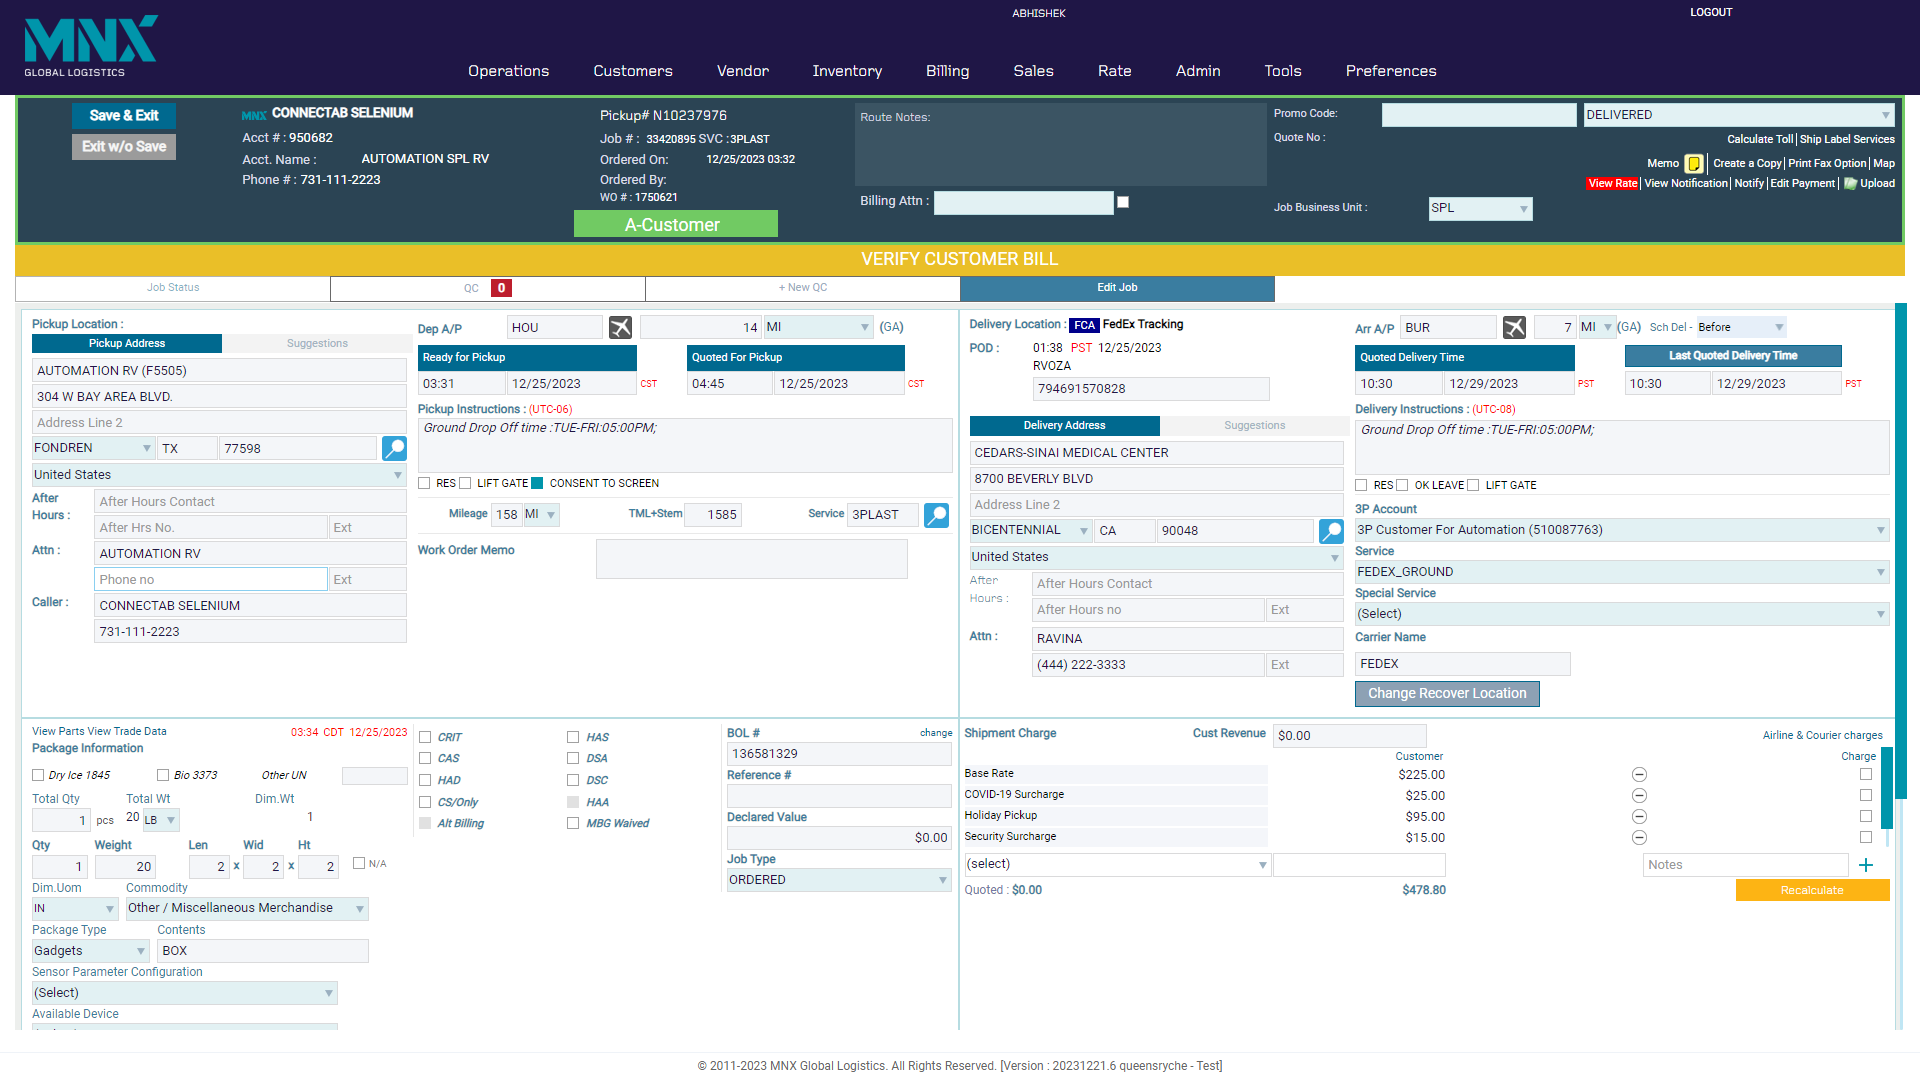 MNX
GLOBAL LOGISTICS
ABHISHEK
LOGOUT
Operations
Customers
Vendor
Inventory
Billing
Sales
Rate
Admin
Tools
Preferences
Save & Exit
Exit w/o Save
MNX CONNECTAB SELENIUM
Acct # : 950682
Acct. Name : AUTOMATION SPL RV
Phone # : 731-111-2223
Pickup# N10237976
Job # : 33420895 SVC :3PLAST
Ordered On: 12/25/2023 03:32
Ordered By:
WO # : 1750621
A-Customer
Route Notes:
Billing Attn :
Promo Code:
DELIVERED
Quote No :
Calculate Toll | Ship Label Services
Memo | Create a Copy | Print Fax Option | Map
View Rate | View Notification | Notify | Edit Payment | Upload
Job Business Unit :
SPL
VERIFY CUSTOMER BILL
Job Status
QC 0
+ New QC
Edit Job
Pickup Location :
Pickup Address
Suggestions
AUTOMATION RV (F5505)
304 W BAY AREA BLVD.
Address Line 2
FONDREN
TX
77598
United States
After Hours :
After Hours Contact
After Hrs No.
Ext
Attn :
AUTOMATION RV
Phone no
Ext
Caller :
CONNECTAB SELENIUM
731-111-2223
Dep A/P
HOU
14
MI
(GA)
Ready for Pickup
03:31
12/25/2023
CST
Quoted For Pickup
04:45
12/25/2023
CST
Pickup Instructions : (UTC-06)
Ground Drop Off time :TUE-FRI:05:00PM;
RES
LIFT GATE
CONSENT TO SCREEN
Mileage
158
MI
TML+Stem
1585
Service
3PLAST
Work Order Memo
Delivery Location : FCA FedEx Tracking
POD :
01:38 PST 12/25/2023
RVOZA
794691570828
Delivery Address
Suggestions
CEDARS-SINAI MEDICAL CENTER
8700 BEVERLY BLVD
Address Line 2
BICENTENNIAL
CA
90048
United States
After
Hours :
After Hours Contact
After Hours no
Ext
Attn :
RAVINA
(444) 222-3333
Ext
Arr A/P
BUR
7
MI
(GA)
Sch Del -
Before
Quoted Delivery Time
10:30
12/29/2023
PST
Last Quoted Delivery Time
10:30
12/29/2023
PST
Delivery Instructions : (UTC-08)
Ground Drop Off time :TUE-FRI:05:00PM;
RES
OK LEAVE
LIFT GATE
3P Account
3P Customer For Automation (510087763)
Service
FEDEX_GROUND
Special Service
(Select)
Carrier Name
FEDEX
Change Recover Location
View Parts View Trade Data
03:34 CDT 12/25/2023
Package Information
Dry Ice 1845
Bio 3373
Other UN
Total Qty
Total Wt
Dim.Wt
1
pcs
20
LB
1
Qty
Weight
Len
Wid
Ht
1
20
2
x
2
x
2
N/A
Dim.Uom
Commodity
IN
Other / Miscellaneous Merchandise
Package Type
Contents
Gadgets
BOX
Sensor Parameter Configuration
(Select)
Available Device
CRIT
HAS
CAS
DSA
HAD
DSC
CS/Only
HAA
Alt Billing
MBG Waived
BOL #
change
136581329
Reference #
Declared Value
$0.00
Job Type
ORDERED
Shipment Charge
Cust Revenue
$0.00
Airline & Courier charges
Customer
Charge
Base Rate
$225.00
COVID-19 Surcharge
$25.00
Holiday Pickup
$95.00
Security Surcharge
$15.00
(select)
Notes
+
Quoted : $0.00
$478.80
Recalculate
© 2011-2023 MNX Global Logistics. All Rights Reserved. [Version : 20231221.6 queensryche - Test]